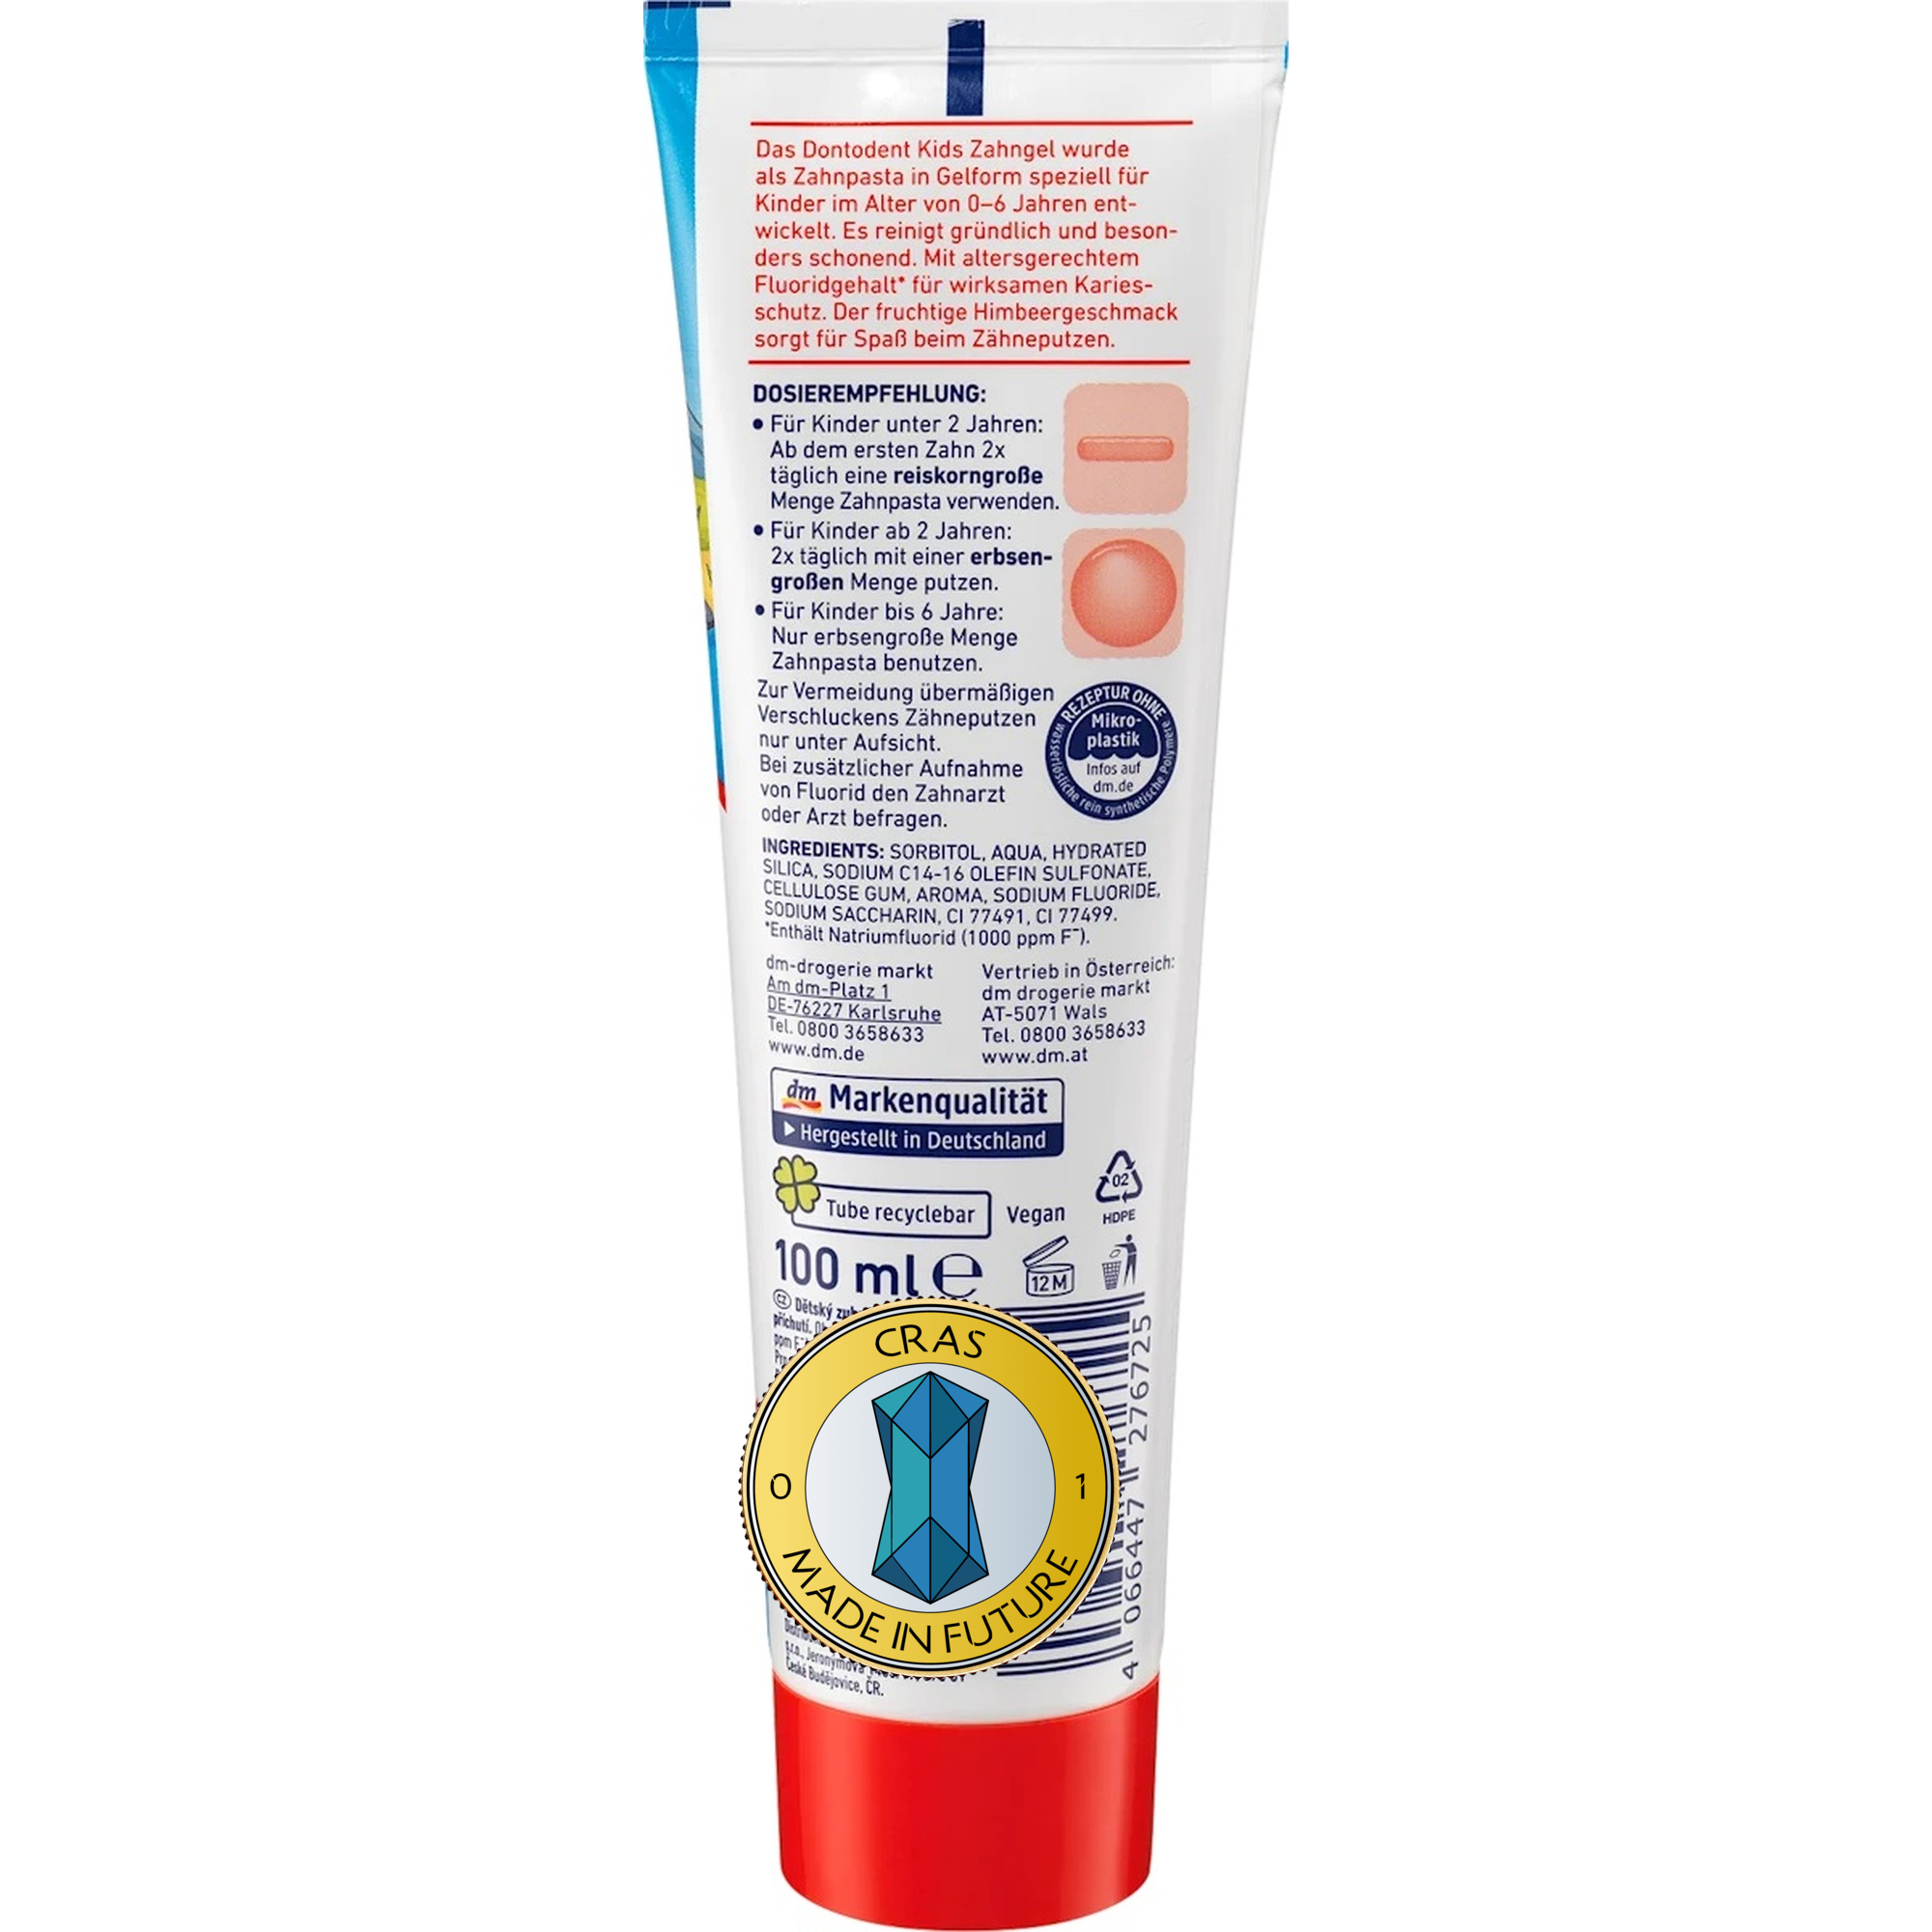 Das Dontodent Kids Zahngel wurde
als Zahnpasta in Gelform speziell für
Kinder im Alter von 0–6 Jahren ent-
wickelt. Es reinigt gründlich und beson-
ders schonend. Mit altersgerechtem
Fluoridgehalt* für wirksamen Karies-
schutz. Der fruchtige Himbeergeschmack
sorgt für Spaß beim Zähneputzen.
DOSIEREMPFEHLUNG:
• Für Kinder unter 2 Jahren:
Ab dem ersten Zahn 2x
täglich eine reiskorngroße
Menge Zahnpasta verwenden.
• Für Kinder ab 2 Jahren:
2x täglich mit einer erbsen-
großen Menge putzen.
• Für Kinder bis 6 Jahre:
Nur erbsengroße Menge
Zahnpasta benutzen.
Zur Vermeidung übermäßigen
Verschluckens Zähneputzen
nur unter Aufsicht.
Bei zusätzlicher Aufnahme
von Fluorid den Zahnarzt
oder Arzt befragen.
REZEPTUR OHNE
Mikro-
plastik
Infos auf
dm.de
wasserlösliche rein synthetische Polymere
INGREDIENTS: SORBITOL, AQUA, HYDRATED
SILICA, SODIUM C14-16 OLEFIN SULFONATE,
CELLULOSE GUM, AROMA, SODIUM FLUORIDE,
SODIUM SACCHARIN, CI 77491, CI 77499.
*Enthält Natriumfluorid (1000 ppm F⁻).
dm-drogerie markt
Am dm-Platz 1
DE-76227 Karlsruhe
Tel. 0800 3658633
www.dm.de
Vertrieb in Österreich:
dm drogerie markt
AT-5071 Wals
Tel. 0800 3658633
www.dm.at
dm Markenqualität
Hergestellt in Deutschland
Tube recyclebar
Vegan
02
HDPE
100 ml e
12 M
CZ Dětský
příchutí.
ppm
CRAS
0 1
MADE IN FUTURE
s.r.o., Jeronýmova
České Budějovice, ČR.
4 066447 276725